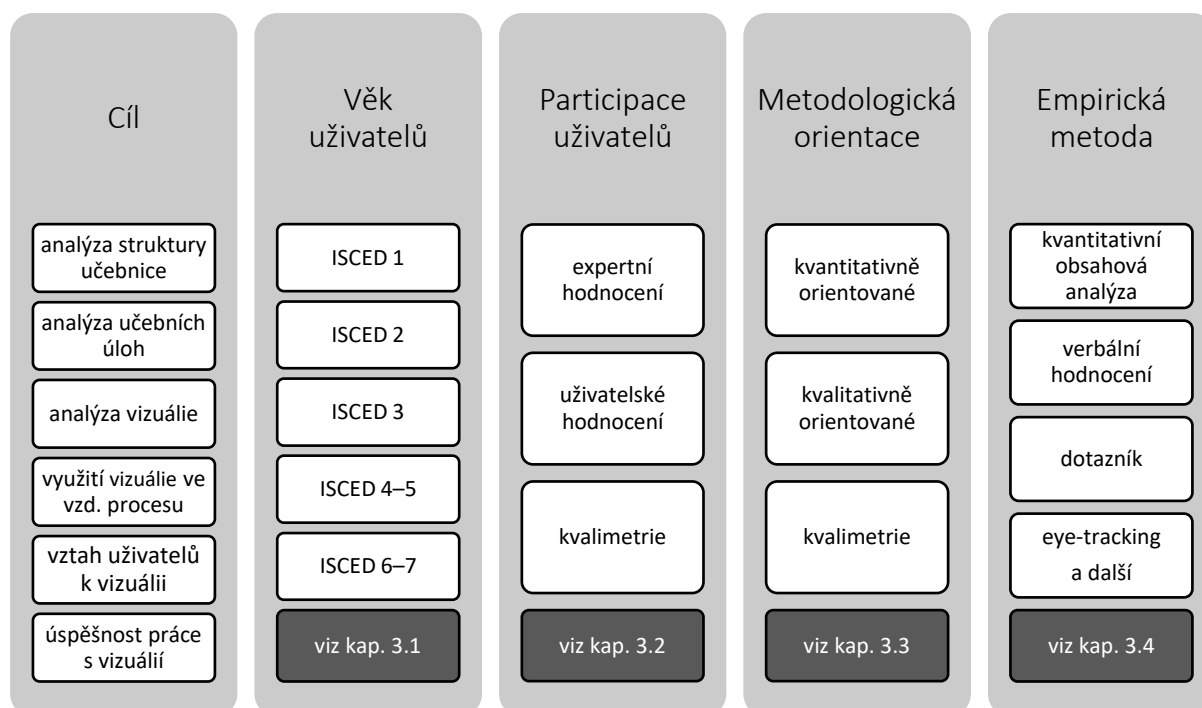 Cíl
analýza struktury
učebnice
analýza učebních
úloh
analýza vizuálie
využití vizuálie ve
vzd. procesu
vztah uživatelů
k vizuálii
úspěšnost práce
s vizuálií
Věk
uživatelů
ISCED 1
ISCED 2
ISCED 3
ISCED 4–5
ISCED 6–7
viz kap. 3.1
Participace
uživatelů
expertní
hodnocení
uživatelské
hodnocení
kvalimetrie
viz kap. 3.2
Metodologická
orientace
kvantitativně
orientované
kvalitativně
orientované
kvalimetrie
viz kap. 3.3
Empirická
metoda
kvantitativní
obsahová
analýza
verbální
hodnocení
dotazník
eye-tracking
a další
viz kap. 3.4